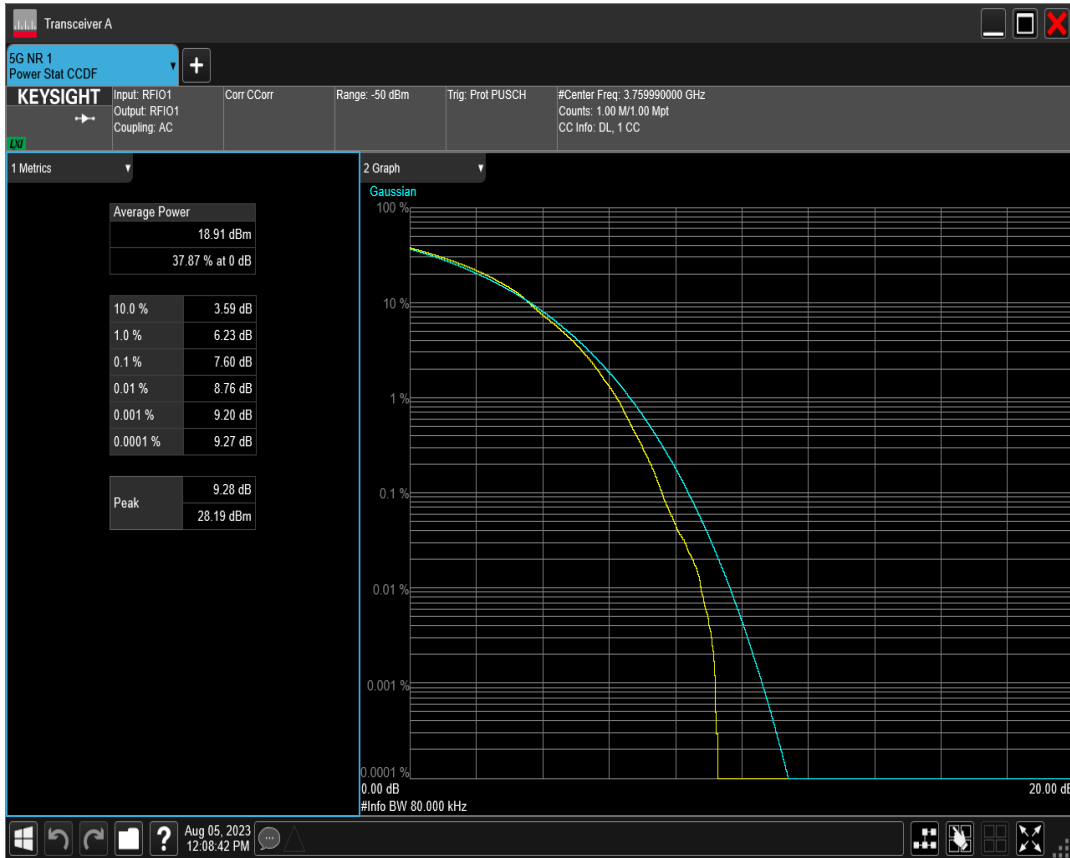 Transceiver A
5G NR 1
Power Stat CCDF
KEYSIGHT
LXI
Input: RFIO1
Output: RFIO1
Coupling: AC
Corr CCorr
Range: -50 dBm
Trig: Prot PUSCH
#Center Freq: 3.759990000 GHz
Counts: 1.00 M/1.00 Mpt
CC Info: DL, 1 CC
1 Metrics
Average Power
18.91 dBm
37.87 % at 0 dB
10.0 % 3.59 dB
1.0 % 6.23 dB
0.1 % 7.60 dB
0.01 % 8.76 dB
0.001 % 9.20 dB
0.0001 % 9.27 dB
Peak
9.28 dB
28.19 dBm
2 Graph
Gaussian
100 %
10 %
1 %
0.1 %
0.01 %
0.001 %
0.0001 %
0.00 dB
20.00 dB
#Info BW 80.000 kHz
?
Aug 05, 2023
12:08:42 PM